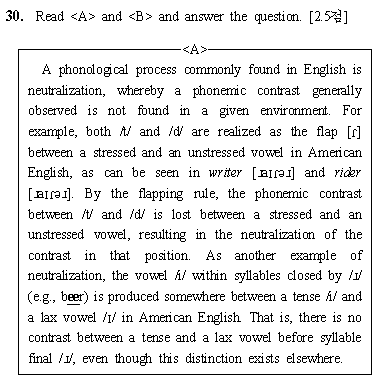 30. Read <A> and <B> and answer the question. [2.5점]
<A>
A phonological process commonly found in English is
neutralization, whereby a phonemic contrast generally
observed is not found in a given environment. For
example, both /t/ and /d/ are realized as the flap [ɾ]
between a stressed and an unstressed vowel in American
English, as can be seen in writer [ɹaɪɾəɹ] and rider
[ɹaɪɾəɹ]. By the flapping rule, the phonemic contrast
between /t/ and /d/ is lost between a stressed and an
unstressed vowel, resulting in the neutralization of the
contrast in that position. As another example of
neutralization, the vowel /i/ within syllables closed by /ɹ/
(e.g., beer) is produced somewhere between a tense /i/ and
a lax vowel /ɪ/ in American English. That is, there is no
contrast between a tense and a lax vowel before syllable
final /ɹ/, even though this distinction exists elsewhere.